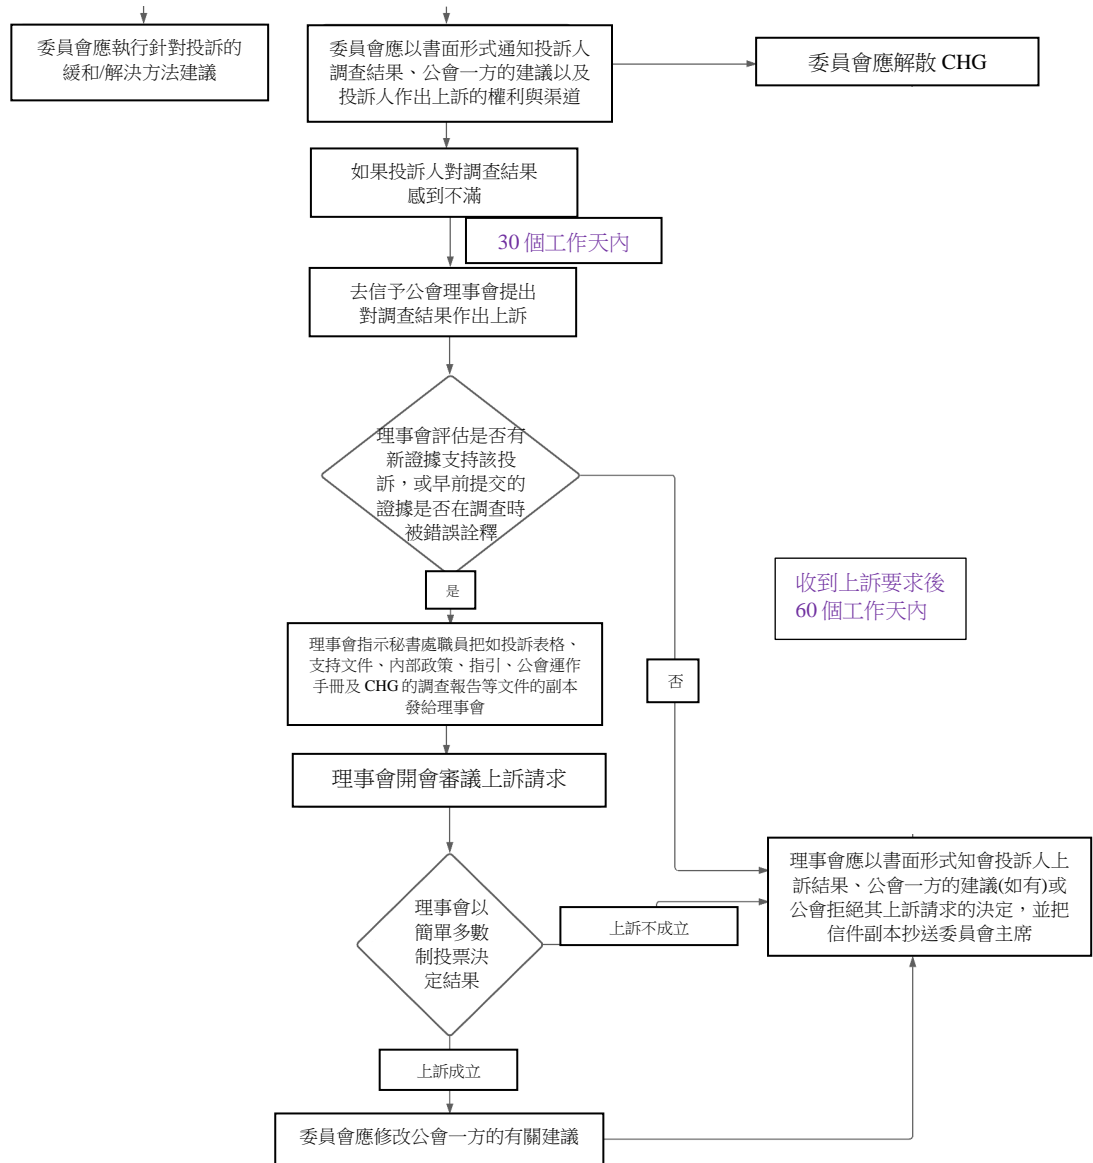 委員會應執行針對投訴的
緩和/解決方法建議
委員會應以書面形式通知投訴人
調查結果、公會一方的建議以及
投訴人作出上訴的權利與渠道
委員會應解散 CHG
如果投訴人對調查結果
感到不滿
30 個工作天內
去信予公會理事會提出
對調查結果作出上訴
理事會評估是否有
新證據支持該投
訴，或早前提交的
證據是否在調查時
被錯誤詮釋
收到上訴要求後
60 個工作天內
是
理事會指示秘書處職員把如投訴表格、
支持文件、內部政策、指引、公會運作
手冊及 CHG 的調查報告等文件的副本
發給理事會
否
理事會開會審議上訴請求
理事會應以書面形式知會投訴人上
訴結果、公會一方的建議(如有)或
公會拒絕其上訴請求的決定，並把
信件副本抄送委員會主席
理事會以
簡單多數
制投票決
定結果
上訴不成立
上訴成立
委員會應修改公會一方的有關建議